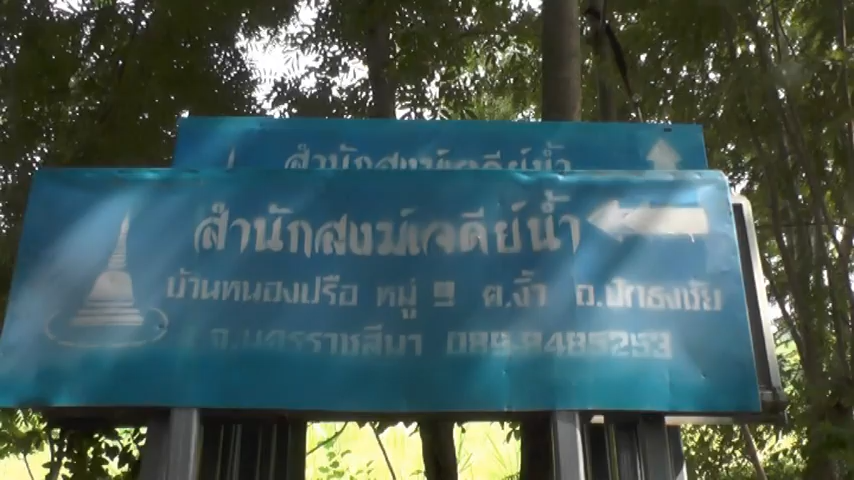 สำนักสงฆ์เจดีย์น้ำ
สำนักสงฆ์เจดีย์น้ำ
บ้านหนองปรือ หมู่ ต.งิ้ว อ.ปักธงชัย
จ.นครราชสีมา 089.9485253